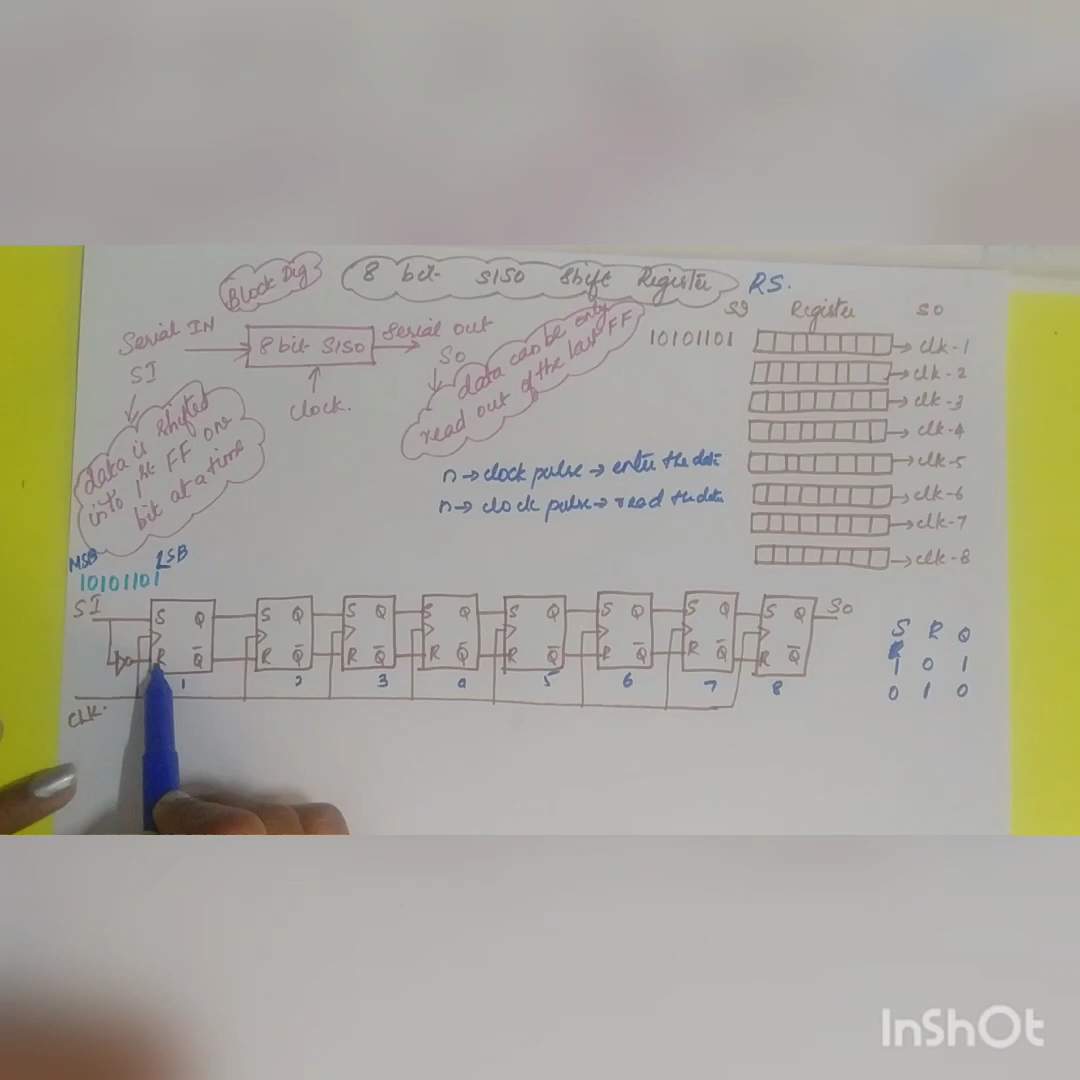 Block Dig
8 bit SISO Shift Register
RS.
Serial IN
SI
8 bit SISO
Serial out
So
clock.
data is shifted
into 1st FF one
bit at a time
data can be only
read out of the last FF
n → clock pulse → enter the data
n → clock pulse → read the data
SI Register SO
10101101
→ clk-1
→ clk-2
→ clk-3
→ clk-4
→ clk-5
→ clk-6
→ clk-7
→ clk-8
MSB LSB
10101101
SI
S Q S Q S Q S Q S Q S Q S Q S Q
So
R Q̅ R Q̅ R Q̅ R Q̅ R Q̅ R Q̅ R Q̅ R Q̅
1 2 3 4 5 6 7 8
CLK.
S R Q
1 0 1
0 1 0
InShOt